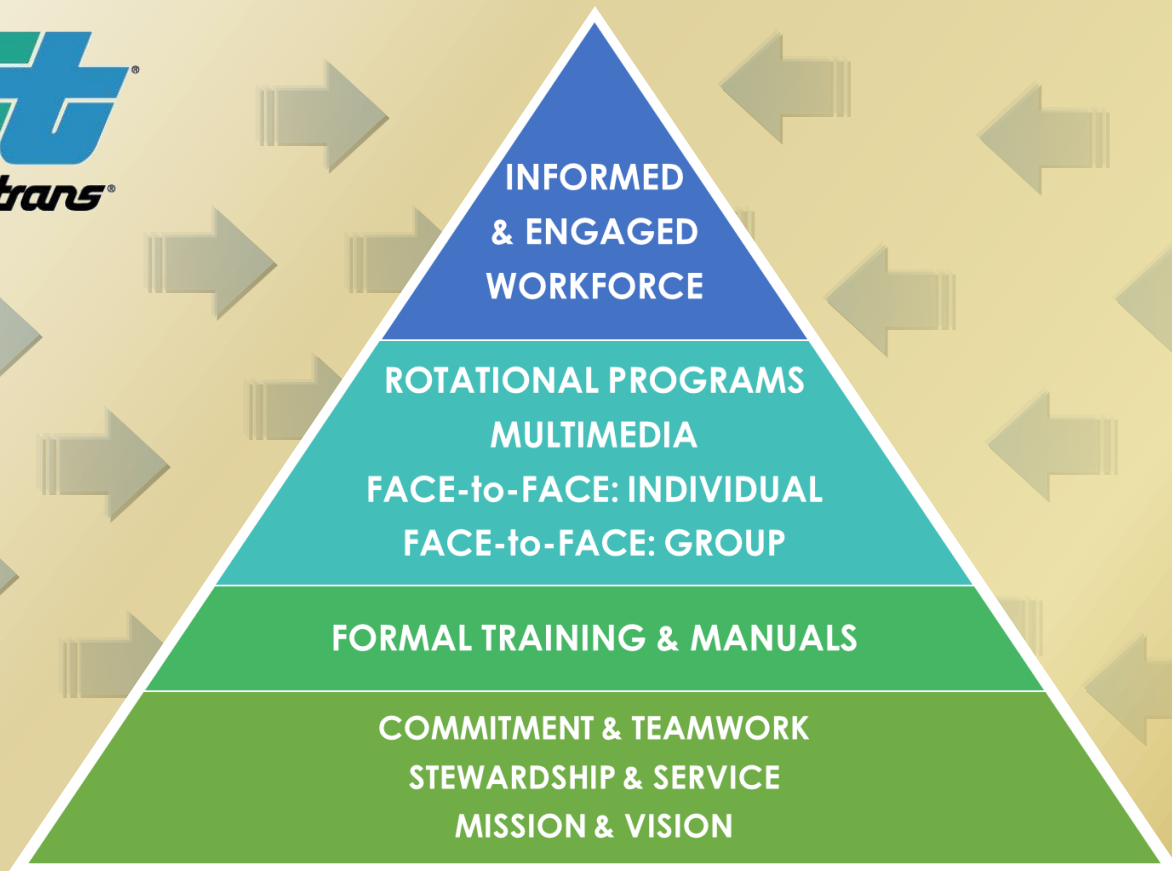 t®
trans®
INFORMED
& ENGAGED
WORKFORCE
ROTATIONAL PROGRAMS
MULTIMEDIA
FACE-to-FACE: INDIVIDUAL
FACE-to-FACE: GROUP
FORMAL TRAINING & MANUALS
COMMITMENT & TEAMWORK
STEWARDSHIP & SERVICE
MISSION & VISION